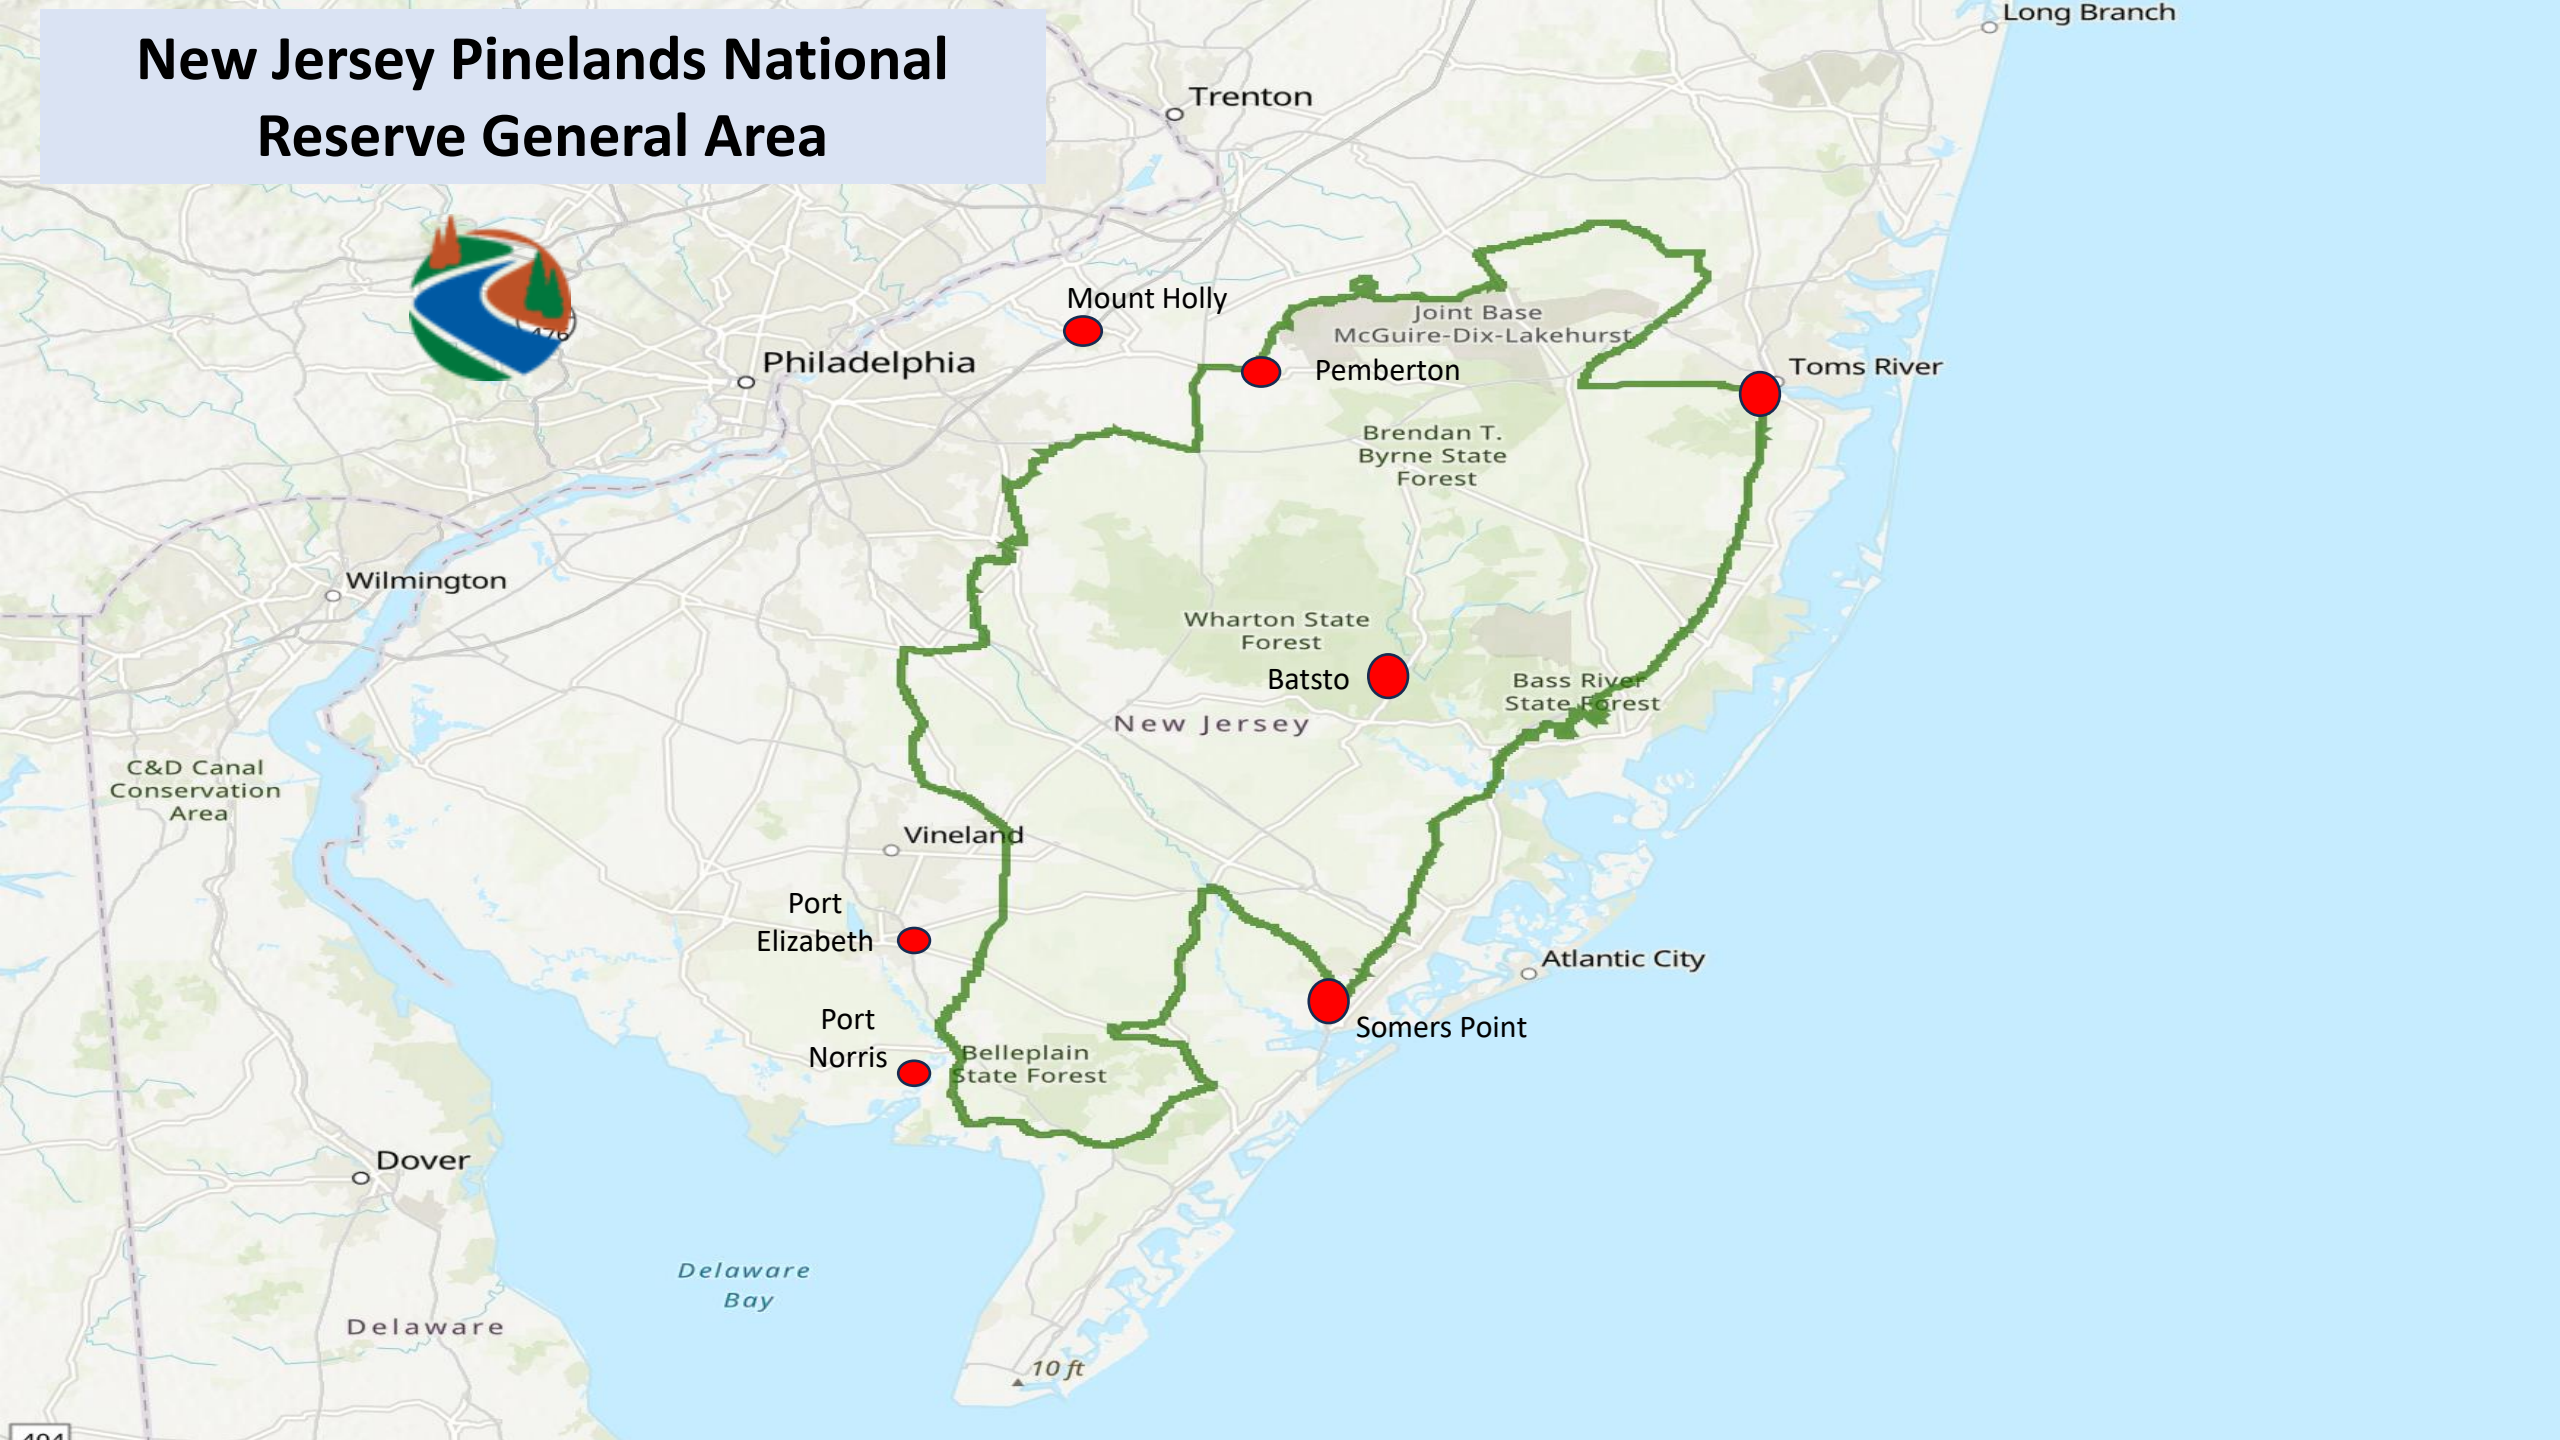 New Jersey Pinelands National
Reserve General Area
Long Branch
Trenton
Mount Holly
Joint Base
McGuire-Dix-Lakehurst
476
Philadelphia
Pemberton
Toms River
Brendan T.
Byrne State
Forest
Wilmington
Wharton State
Forest
Batsto
Bass River
State Forest
New Jersey
C&D Canal
Conservation
Area
Vineland
Port
Elizabeth
Atlantic City
Port
Norris
Somers Point
Belleplain
State Forest
Dover
Delaware
Bay
Delaware
10 ft